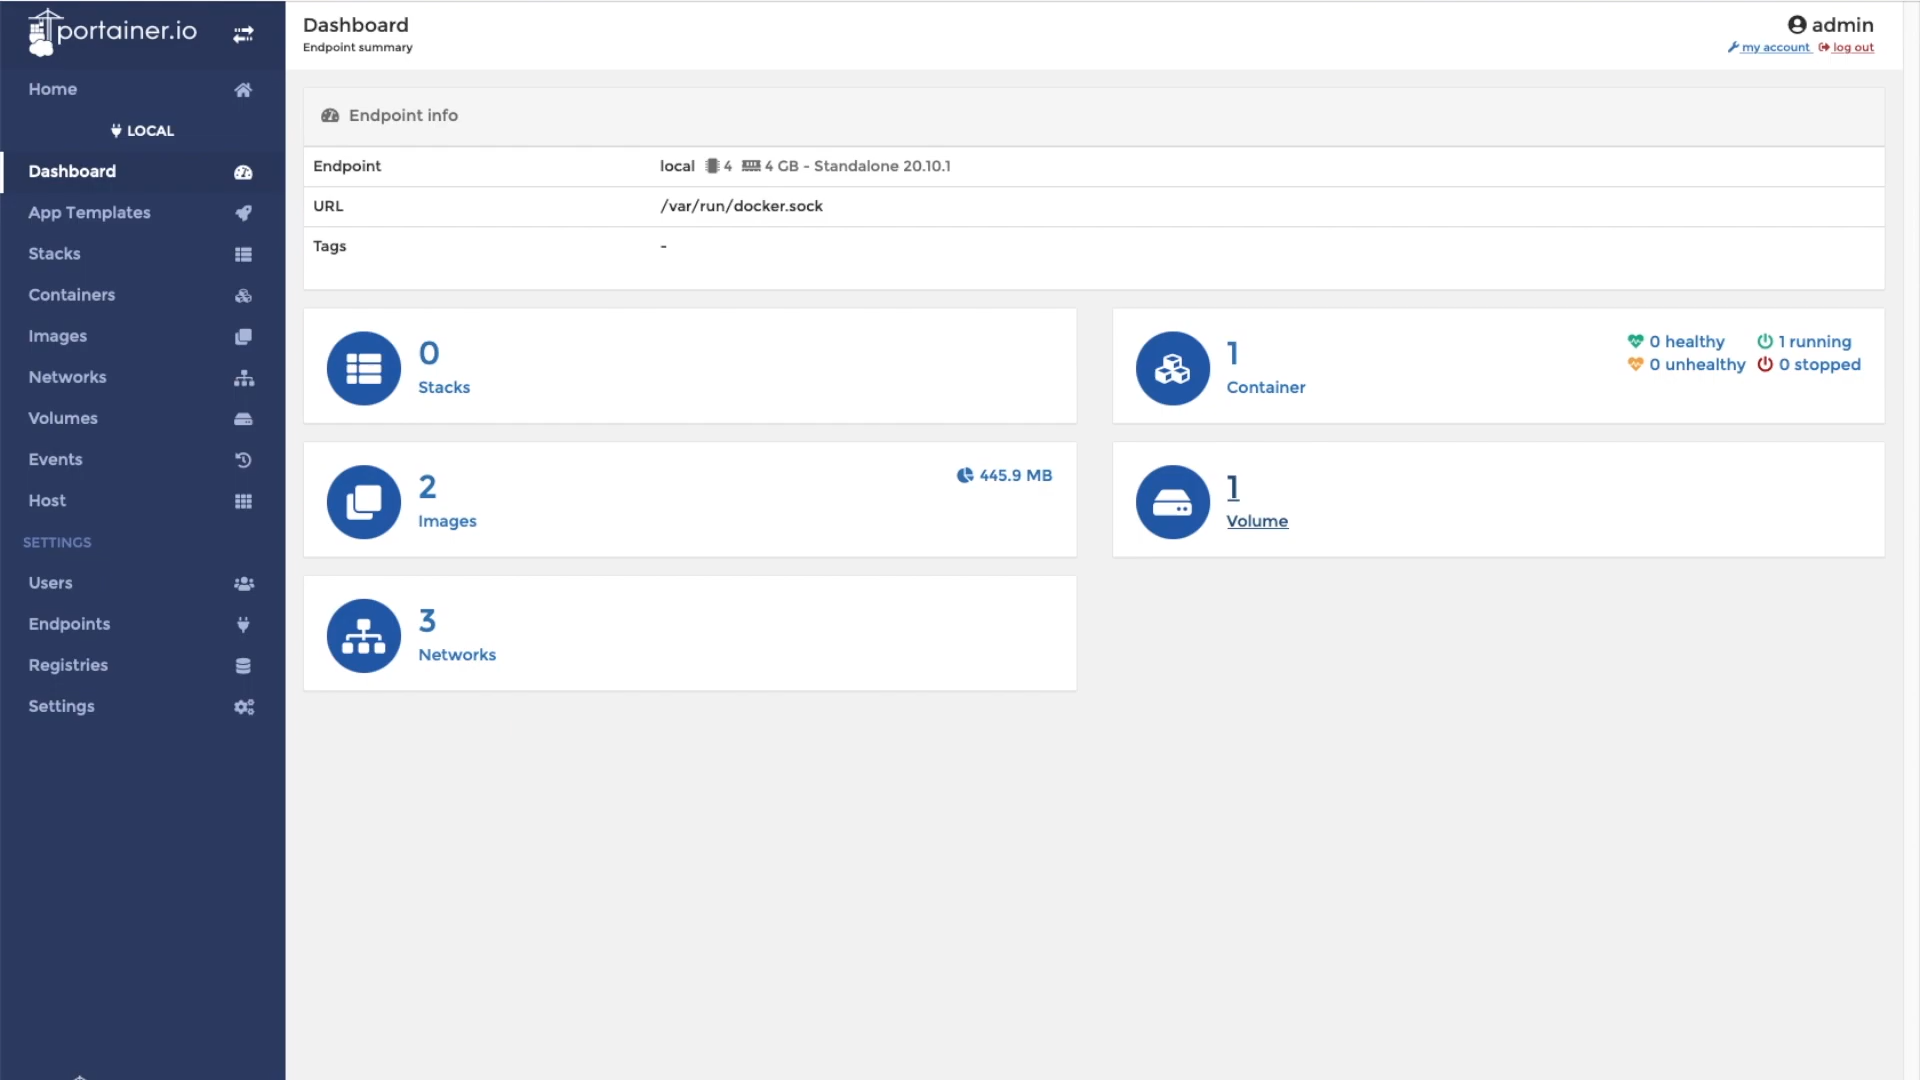 portainer.io
Home
LOCAL
Dashboard
App Templates
Stacks
Containers
Images
Networks
Volumes
Events
Host
SETTINGS
Users
Endpoints
Registries
Settings
Dashboard
Endpoint summary
admin
my account log out
Endpoint info
Endpoint local 4 4 GB - Standalone 20.10.1
URL /var/run/docker.sock
Tags -
0
Stacks
1
Container
0 healthy 1 running
0 unhealthy 0 stopped
2
Images
445.9 MB
1
Volume
3
Networks